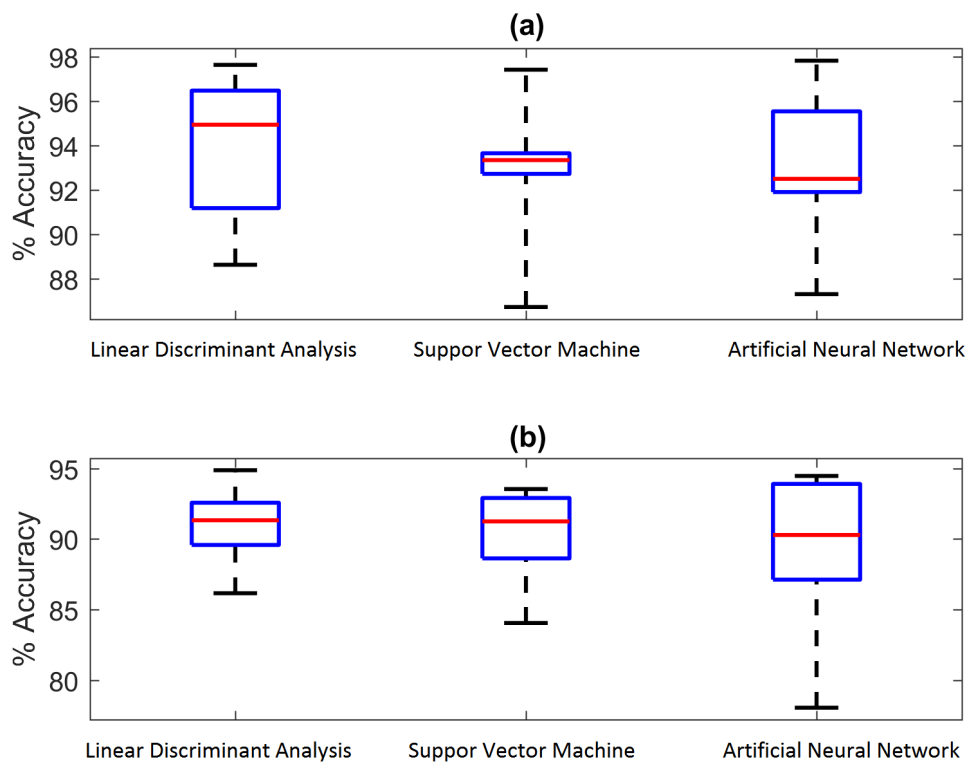 (a)
98
96
94
92
90
88
% Accuracy
Linear Discriminant Analysis Suppor Vector Machine Artificial Neural Network
(b)
95
90
85
80
% Accuracy
Linear Discriminant Analysis Suppor Vector Machine Artificial Neural Network